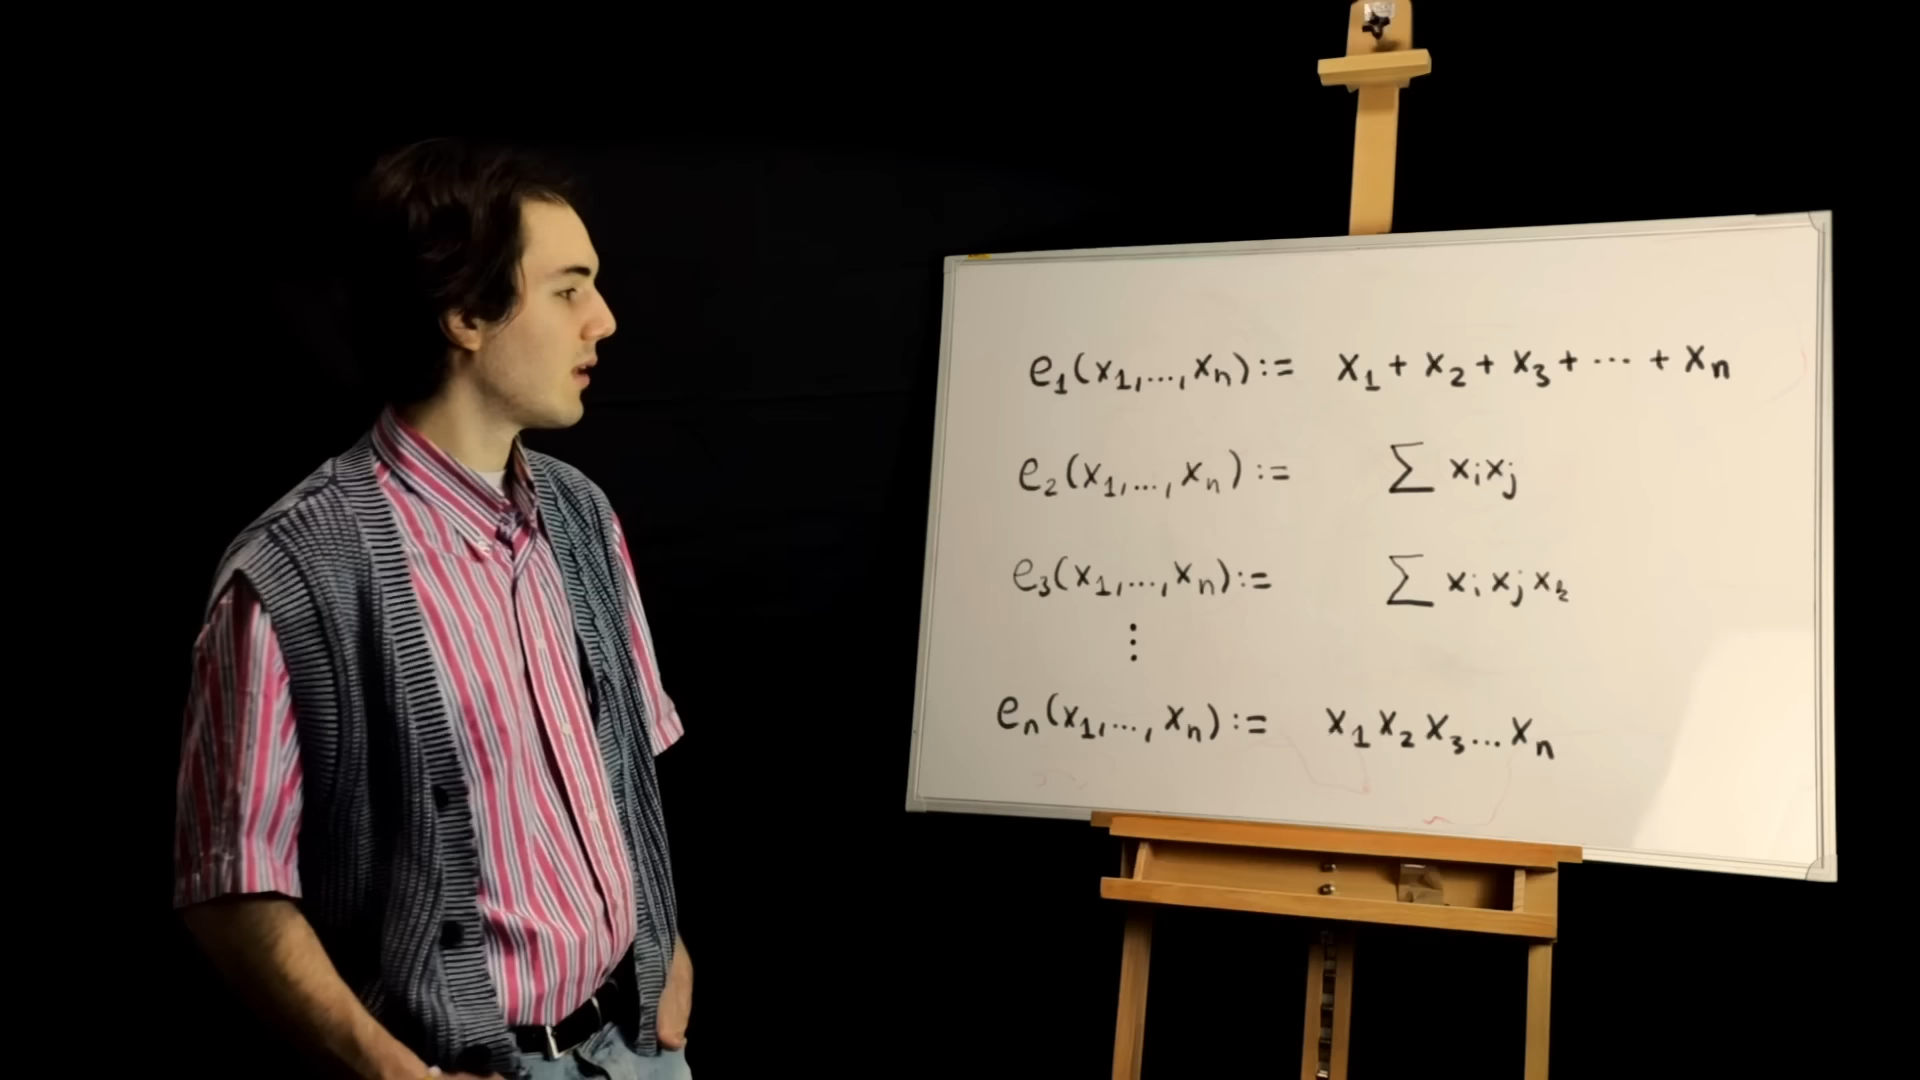 e₁(x₁,...,xₙ) := x₁ + x₂ + x₃ + ··· + xₙ
e₂(x₁,...,xₙ) := ∑ xᵢxⱼ
e₃(x₁,...,xₙ) := ∑ xᵢxⱼxₖ
⋮
eₙ(x₁,...,xₙ) := x₁x₂x₃...xₙ